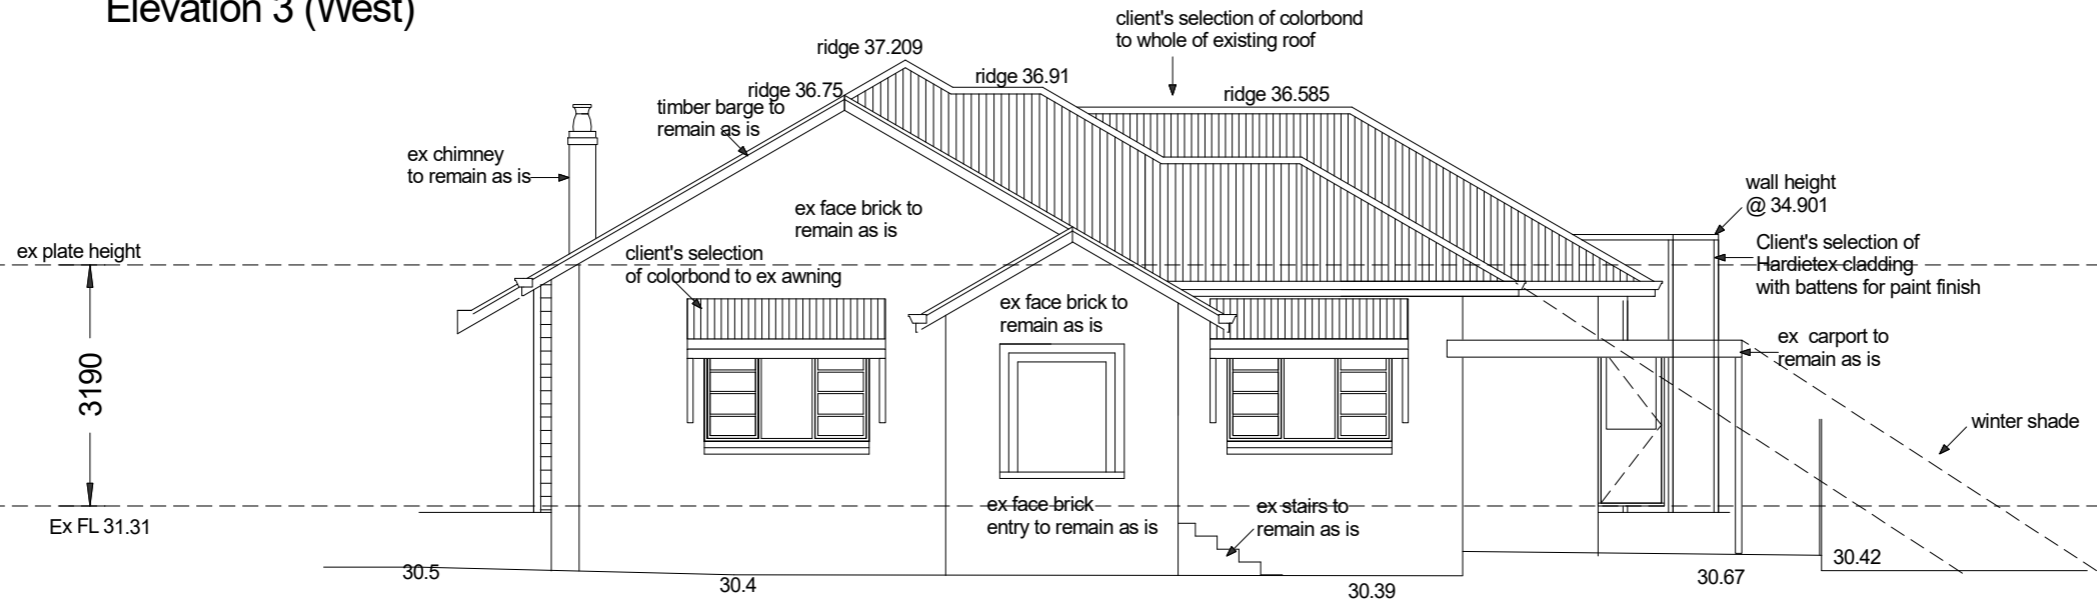 Elevation 3 (West)
client's selection of colorbond
to whole of existing roof
ridge 37.209
ridge 36.91
ridge 36.75
ridge 36.585
timber barge to
remain as is
ex chimney
to remain as is
wall height
@ 34.901
ex face brick to
remain as is
ex plate height
client's selection
of colorbond to ex awning
Client's selection of
Hardietex cladding
with battens for paint finish
ex face brick to
remain as is
ex carport to
remain as is
3190
winter shade
ex face brick
entry to remain as is
ex stairs to
remain as is
Ex FL 31.31
30.5
30.4
30.39
30.67
30.42